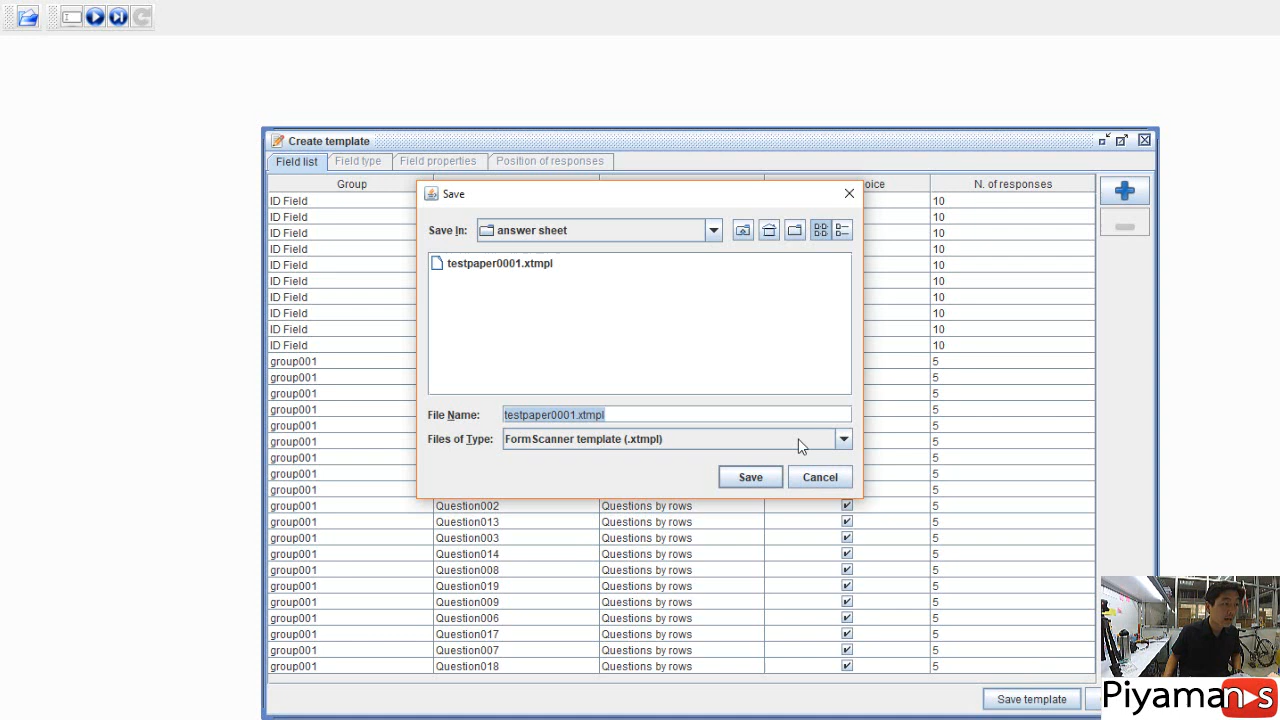 Create template
Field list Field type Field properties Position of responses
Group oice N. of responses
ID Field 10
ID Field 10
ID Field 10
ID Field 10
ID Field 10
ID Field 10
ID Field 10
ID Field 10
ID Field 10
ID Field 10
group001 5
group001 5
group001 5
group001 5
group001 5
group001 5
group001 5
group001 5
group001 5
group001 Question002 Questions by rows 5
group001 Question013 Questions by rows 5
group001 Question003 Questions by rows 5
group001 Question014 Questions by rows 5
group001 Question008 Questions by rows 5
group001 Question019 Questions by rows 5
group001 Question009 Questions by rows 5
group001 Question006 Questions by rows 5
group001 Question017 Questions by rows 5
group001 Question007 Questions by rows 5
group001 Question018 Questions by rows 5
Save template
Save
Save In: answer sheet
testpaper0001.xtmpl
File Name: testpaper0001.xtmpl
Files of Type: FormScanner template (.xtmpl)
Save Cancel
Piyaman's